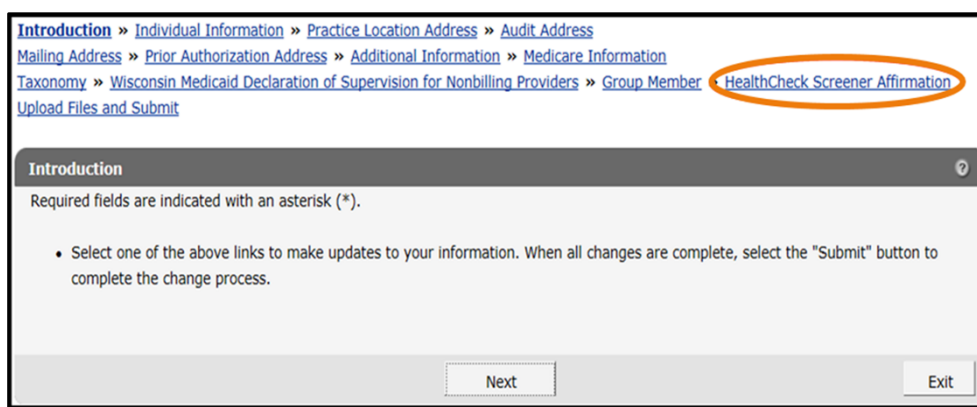 Introduction » Individual Information » Practice Location Address » Audit Address
Mailing Address » Prior Authorization Address » Additional Information » Medicare Information
Taxonomy » Wisconsin Medicaid Declaration of Supervision for Nonbilling Providers » Group Member » HealthCheck Screener Affirmation
Upload Files and Submit
Introduction ?
Required fields are indicated with an asterisk (*).
• Select one of the above links to make updates to your information. When all changes are complete, select the "Submit" button to
complete the change process.
Next Exit